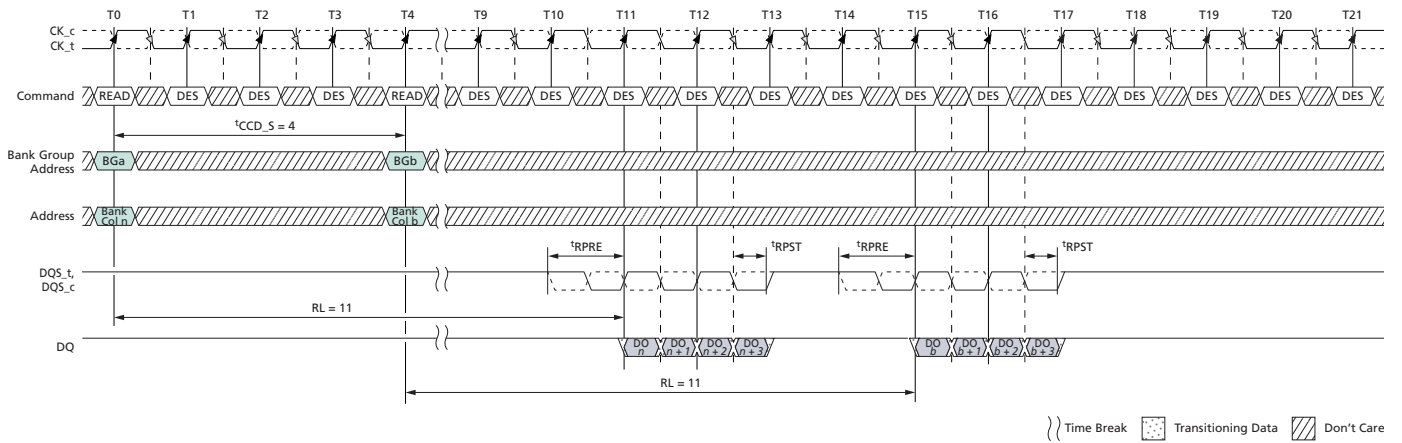 T0 T1 T2 T3 T4 T9 T10 T11 T12 T13 T14 T15 T16 T17 T18 T19 T20 T21
CK_c
CK_t
Command READ DES DES DES READ DES DES DES DES DES DES DES DES DES DES DES DES DES
tCCD_S = 4
Bank Group
Address
BGa BGb
Address
Bank
Col n
Bank
Col b
tRPRE tRPST tRPRE tRPST
DQS_t,
DQS_c
RL = 11
DQ
DO
n
DO
n + 1
DO
n + 2
DO
n + 3
DO
b
DO
b + 1
DO
b + 2
DO
b + 3
RL = 11
Time Break Transitioning Data Don't Care